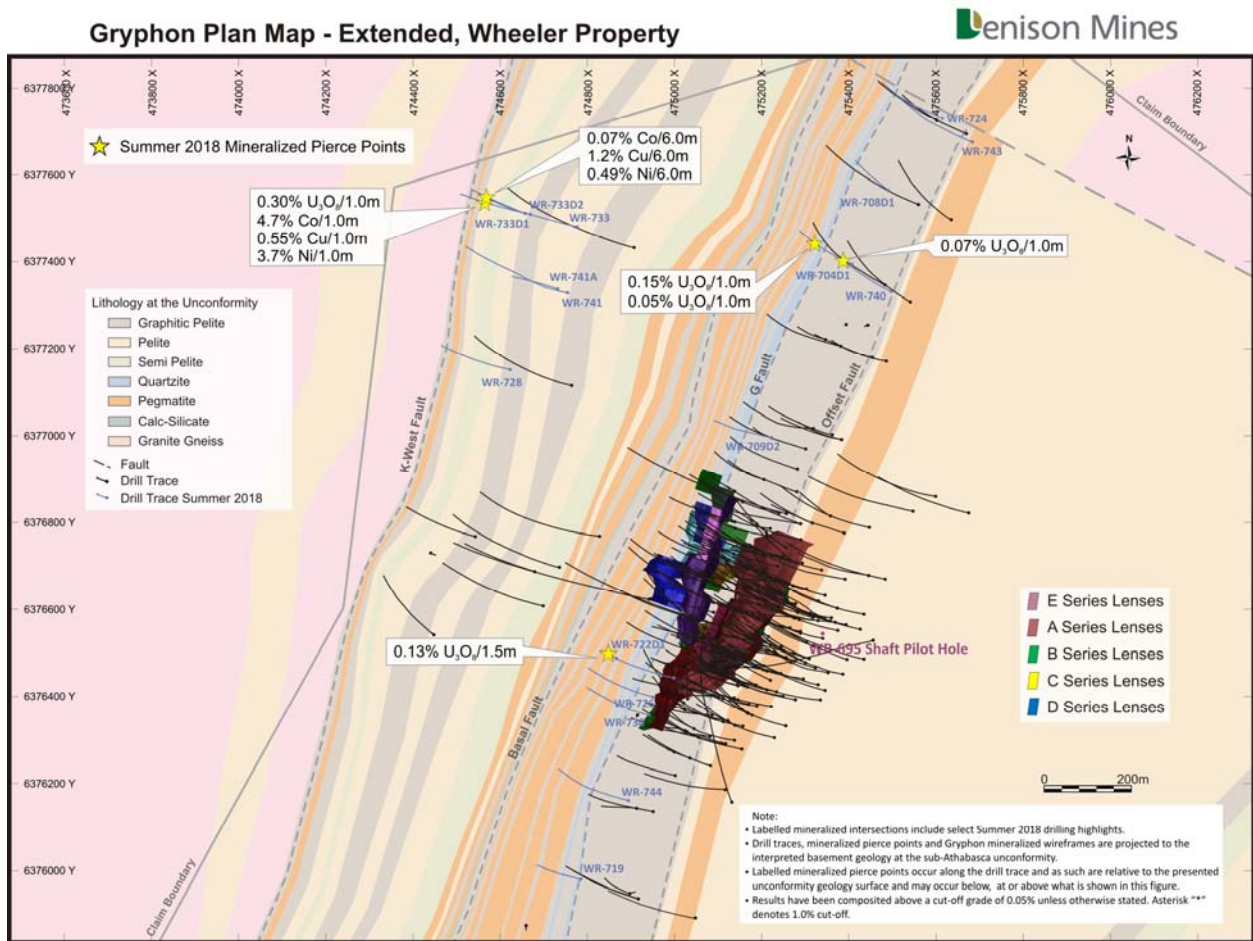 Gryphon Plan Map - Extended, Wheeler Property
Denison Mines
473600 X
473800 X
474000 X
474200 X
474400 X
474600 X
474800 X
475000 X
475200 X
475400 X
475600 X
475800 X
476000 X
476200 X
6377800 Y
6377600 Y
6377400 Y
6377200 Y
6377000 Y
6376800 Y
6376600 Y
6376400 Y
6376200 Y
6376000 Y
Summer 2018 Mineralized Pierce Points
0.07% Co/6.0m
1.2% Cu/6.0m
0.49% Ni/6.0m
0.30% U₃O₈/1.0m
4.7% Co/1.0m
0.55% Cu/1.0m
3.7% Ni/1.0m
WR-733D2
WR-733
WR-733D1
WR-741A
WR-741
WR-728
WR-724
WR-743
Claim Boundary
N
WR-708D1
0.07% U₃O₈/1.0m
0.15% U₃O₈/1.0m
0.05% U₃O₈/1.0m
WR-704D1
WR-740
Lithology at the Unconformity
Graphitic Pelite
Pelite
Semi Pelite
Quartzite
Pegmatite
Calc-Silicate
Granite Gneiss
Fault
Drill Trace
Drill Trace Summer 2018
K-West Fault
G Fault
Offset Fault
WR-709D2
WR-722D1
0.13% U₃O₈/1.5m
WR-695 Shaft Pilot Hole
Basal Fault
WR-744
WR-719
E Series Lenses
A Series Lenses
B Series Lenses
C Series Lenses
D Series Lenses
0 200m
Claim Boundary
Note:
• Labelled mineralized intersections include select Summer 2018 drilling highlights.
• Drill traces, mineralized pierce points and Gryphon mineralized wireframes are projected to the
interpreted basement geology at the sub-Athabasca unconformity.
• Labelled mineralized pierce points occur along the drill trace and as such are relative to the presented
unconformity geology surface and may occur below, at or above what is shown in this figure.
• Results have been composited above a cut-off grade of 0.05% unless otherwise stated. Asterisk "*"
denotes 1.0% cut-off.